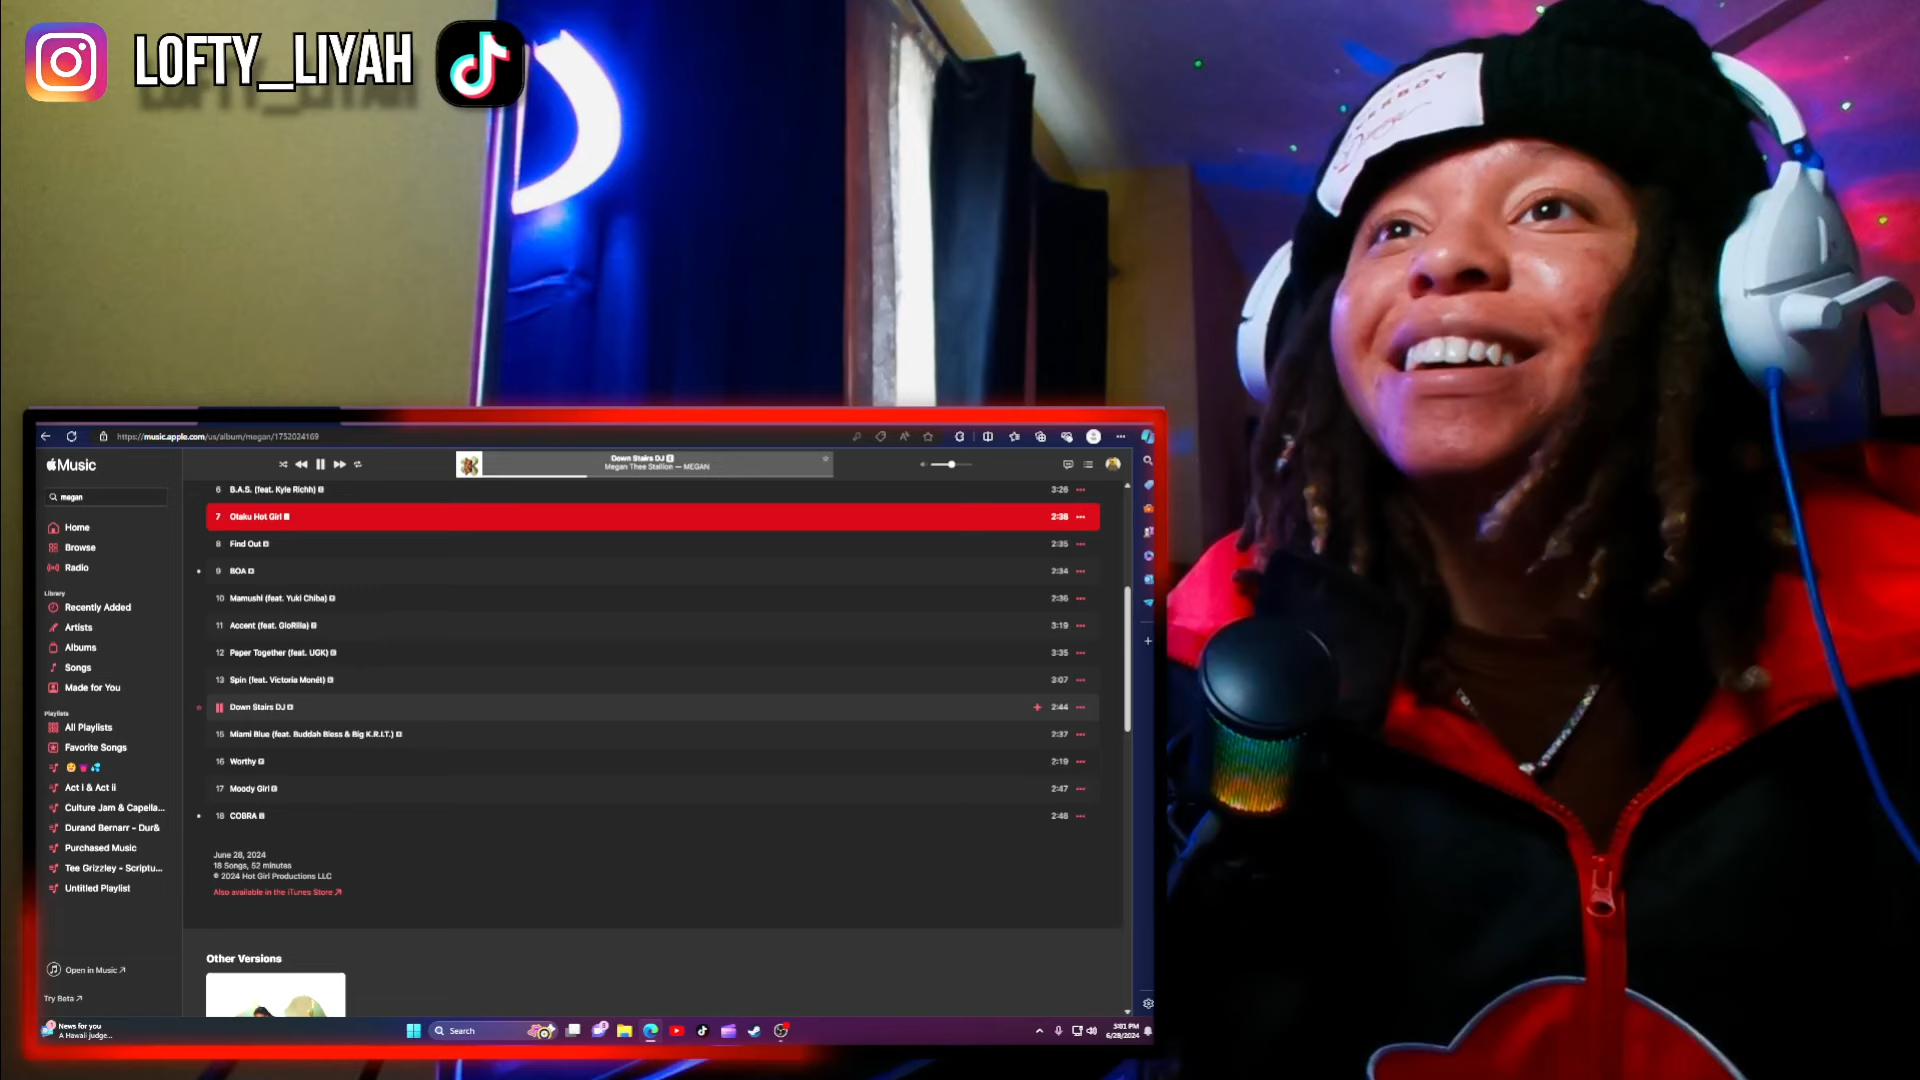 LOFTY_LIYAH
https://music.apple.com/us/album/megan/1752024169
Music
Down Stairs DJ E
Megan Thee Stallion — MEGAN
megan
6 B.A.S. (feat. Kyle Richh) E 3:26
Home
7 Otaku Hot Girl E 2:38
Browse
8 Find Out E 2:35
Radio
9 BOA E 2:34
Library
10 Mamushi (feat. Yuki Chiba) E 2:36
Recently Added
Artists
11 Accent (feat. GloRilla) E 3:19
Albums
12 Paper Together (feat. UGK) E 3:35
Songs
13 Spin (feat. Victoria Monét) E 3:07
Made for You
Playlists
Down Stairs DJ E 2:44
All Playlists
15 Miami Blue (feat. Buddah Bless & Big K.R.I.T.) E 2:37
Favorite Songs
16 Worthy E 2:19
Act i & Act ii
17 Moody Girl E 2:47
Culture Jam & Capella...
18 COBRA E 2:48
Durand Bernarr - Dur&
Purchased Music
June 28, 2024
18 Songs, 52 minutes
Tee Grizzley - Scriptu...
℗ 2024 Hot Girl Productions LLC
Untitled Playlist
Also available in the iTunes Store
Other Versions
Open in Music
Try Beta
News for you
A Hawaii judge...
Search
3:01 PM
6/28/2024